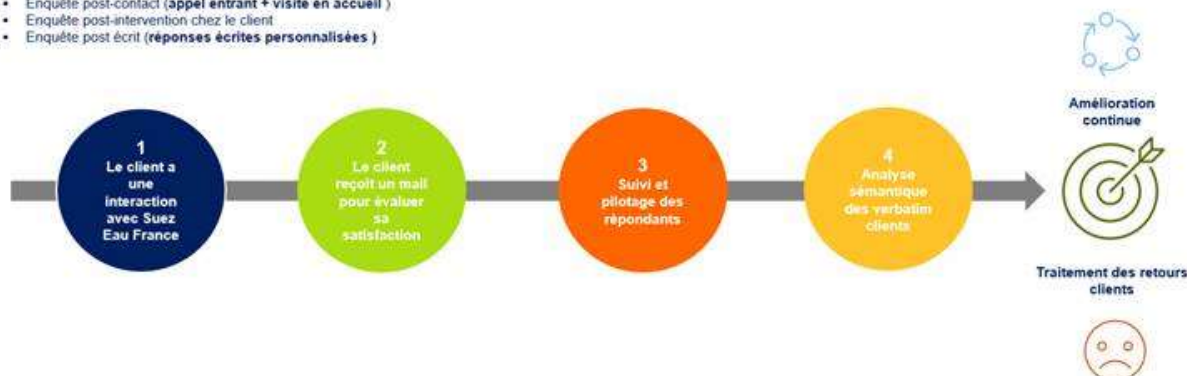 • Enquête post-contact (appel entrant + visite en accueil )
• Enquête post-intervention chez le client
• Enquête post écrit (réponses écrites personnalisées )
1
Le client a
une
interaction
avec Suez
Eau France
2
Le client
reçoit un mail
pour évaluer
sa
satisfaction
3
Suivi et
pilotage des
répondants
4
Analyse
sémantique
des verbatim
clients
Amélioration
continue
Traitement des retours
clients